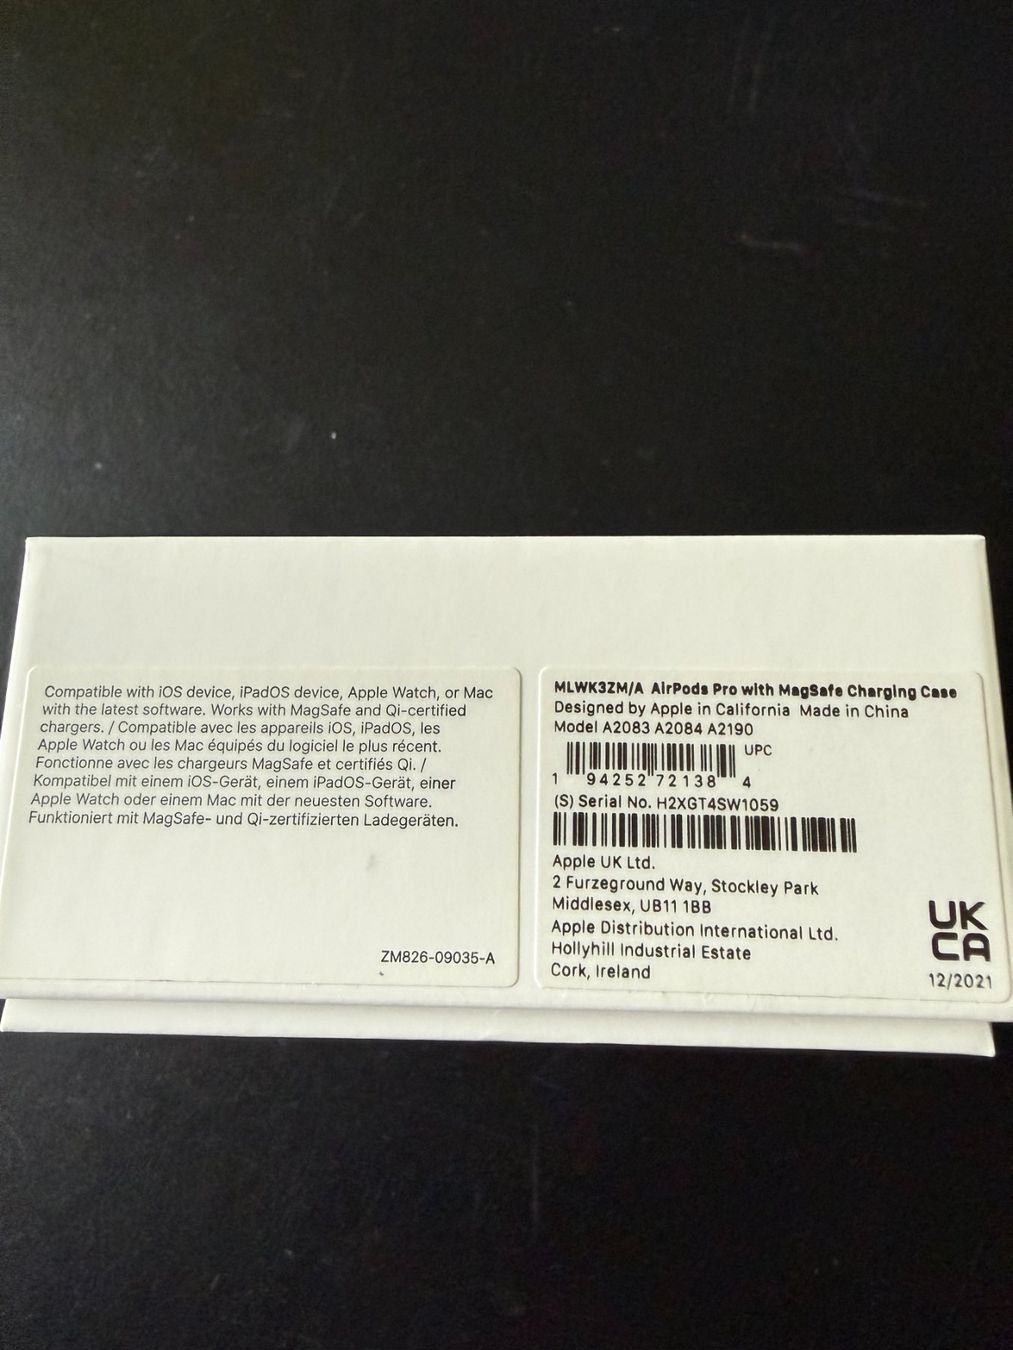 Compatible with iOS device, iPadOS device, Apple Watch, or Mac
with the latest software. Works with MagSafe and Qi-certified
chargers. / Compatible avec les appareils iOS, iPadOS, les
Apple Watch ou les Mac équipés du logiciel le plus récent.
Fonctionne avec les chargeurs MagSafe et certifiés Qi. /
Kompatibel mit einem iOS-Gerät, einem iPadOS-Gerät, einer
Apple Watch oder einem Mac mit der neuesten Software.
Funktioniert mit MagSafe- und Qi-zertifizierten Ladegeräten.
ZM826-09035-A
MLWK3ZM/A AirPods Pro with MagSafe Charging Case
Designed by Apple in California Made in China
Model A2083 A2084 A2190
UPC
1 94252 72138 4
(S) Serial No. H2XGT4SW1059
Apple UK Ltd.
2 Furzeground Way, Stockley Park
Middlesex, UB11 1BB
Apple Distribution International Ltd.
Hollyhill Industrial Estate
Cork, Ireland
UK
CA
12/2021